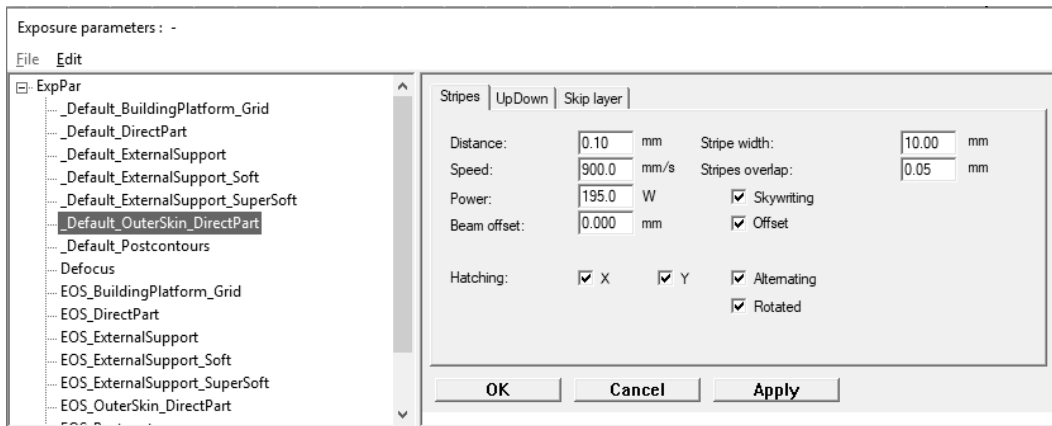 Exposure parameters : -
File Edit
ExpPar
_Default_BuildingPlatform_Grid
_Default_DirectPart
_Default_ExternalSupport
_Default_ExternalSupport_Soft
_Default_ExternalSupport_SuperSoft
_Default_OuterSkin_DirectPart
_Default_Postcontours
Defocus
EOS_BuildingPlatform_Grid
EOS_DirectPart
EOS_ExternalSupport
EOS_ExternalSupport_Soft
EOS_ExternalSupport_SuperSoft
EOS_OuterSkin_DirectPart
Stripes UpDown Skip layer
Distance: 0.10 mm Stripe width: 10.00 mm
Speed: 900.0 mm/s Stripes overlap: 0.05 mm
Power: 195.0 W Skywriting
Beam offset: 0.000 mm Offset
Hatching: X Y Alternating
Rotated
OK Cancel Apply